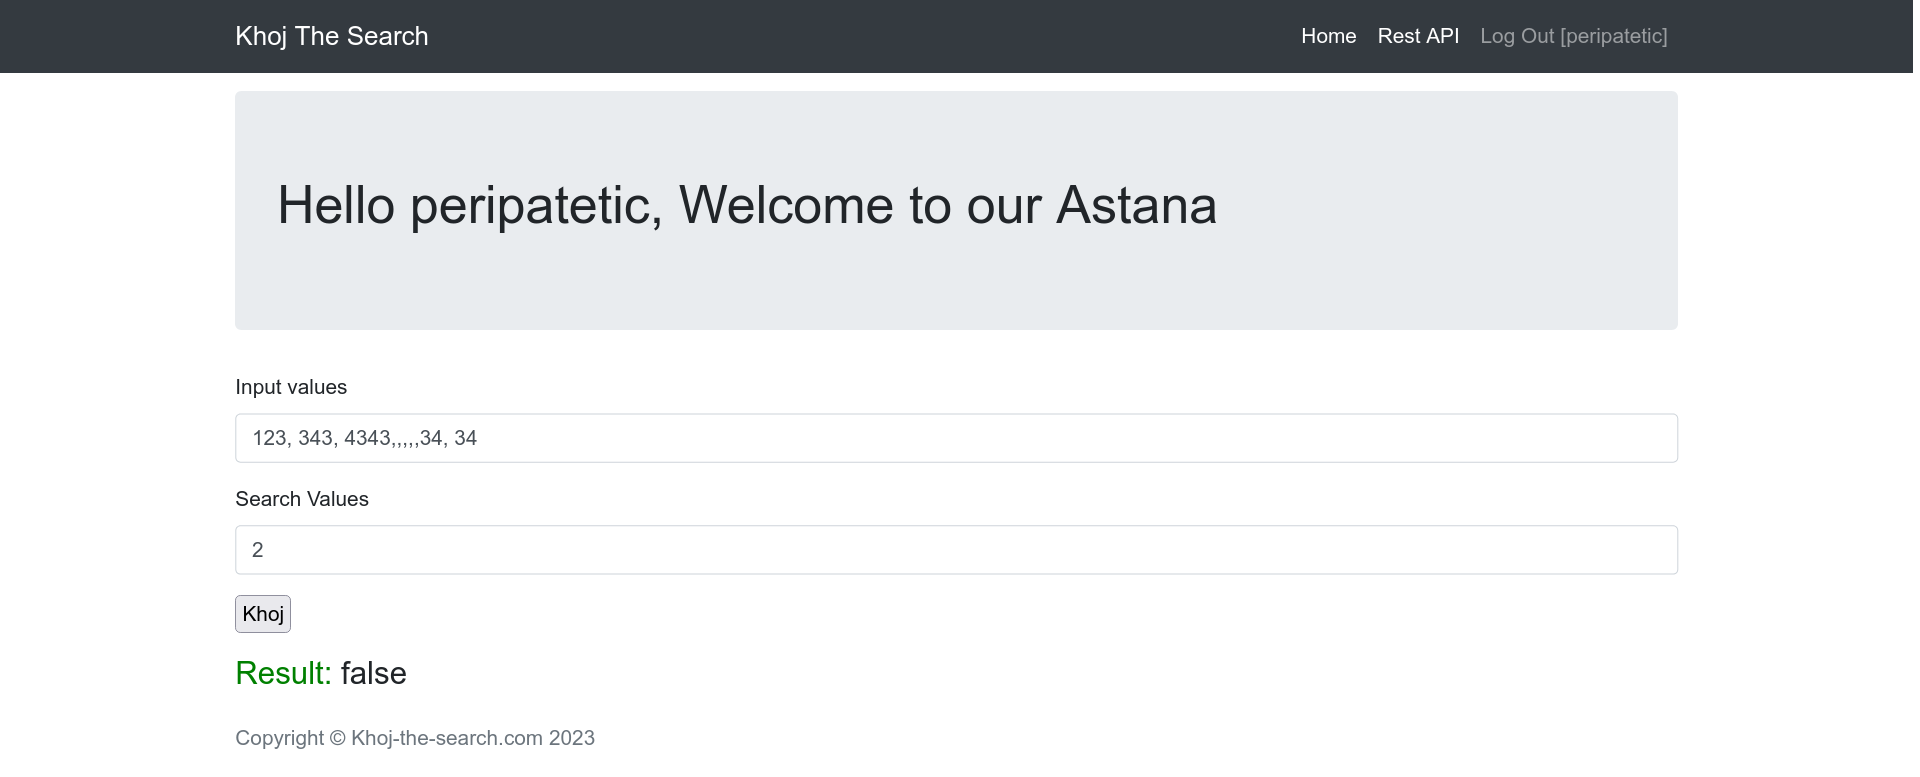 Khoj The Search Home Rest API Log Out [peripatetic]
Hello peripatetic, Welcome to our Astana
Input values
123, 343, 4343,,,,,34, 34
Search Values
2
Khoj
Result: false
Copyright © Khoj-the-search.com 2023